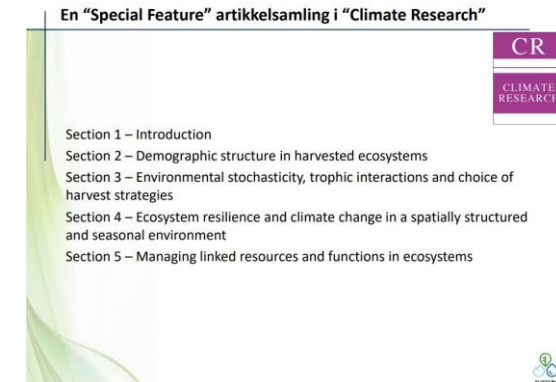 En “Special Feature” artikkelsamling i “Climate Research”
CR
CLIMATE
RESEARCH
Section 1 – Introduction
Section 2 – Demographic structure in harvested ecosystems
Section 3 – Environmental stochasticity, trophic interactions and choice of
harvest strategies
Section 4 – Ecosystem resilience and climate change in a spatially structured
and seasonal environment
Section 5 – Managing linked resources and functions in ecosystems